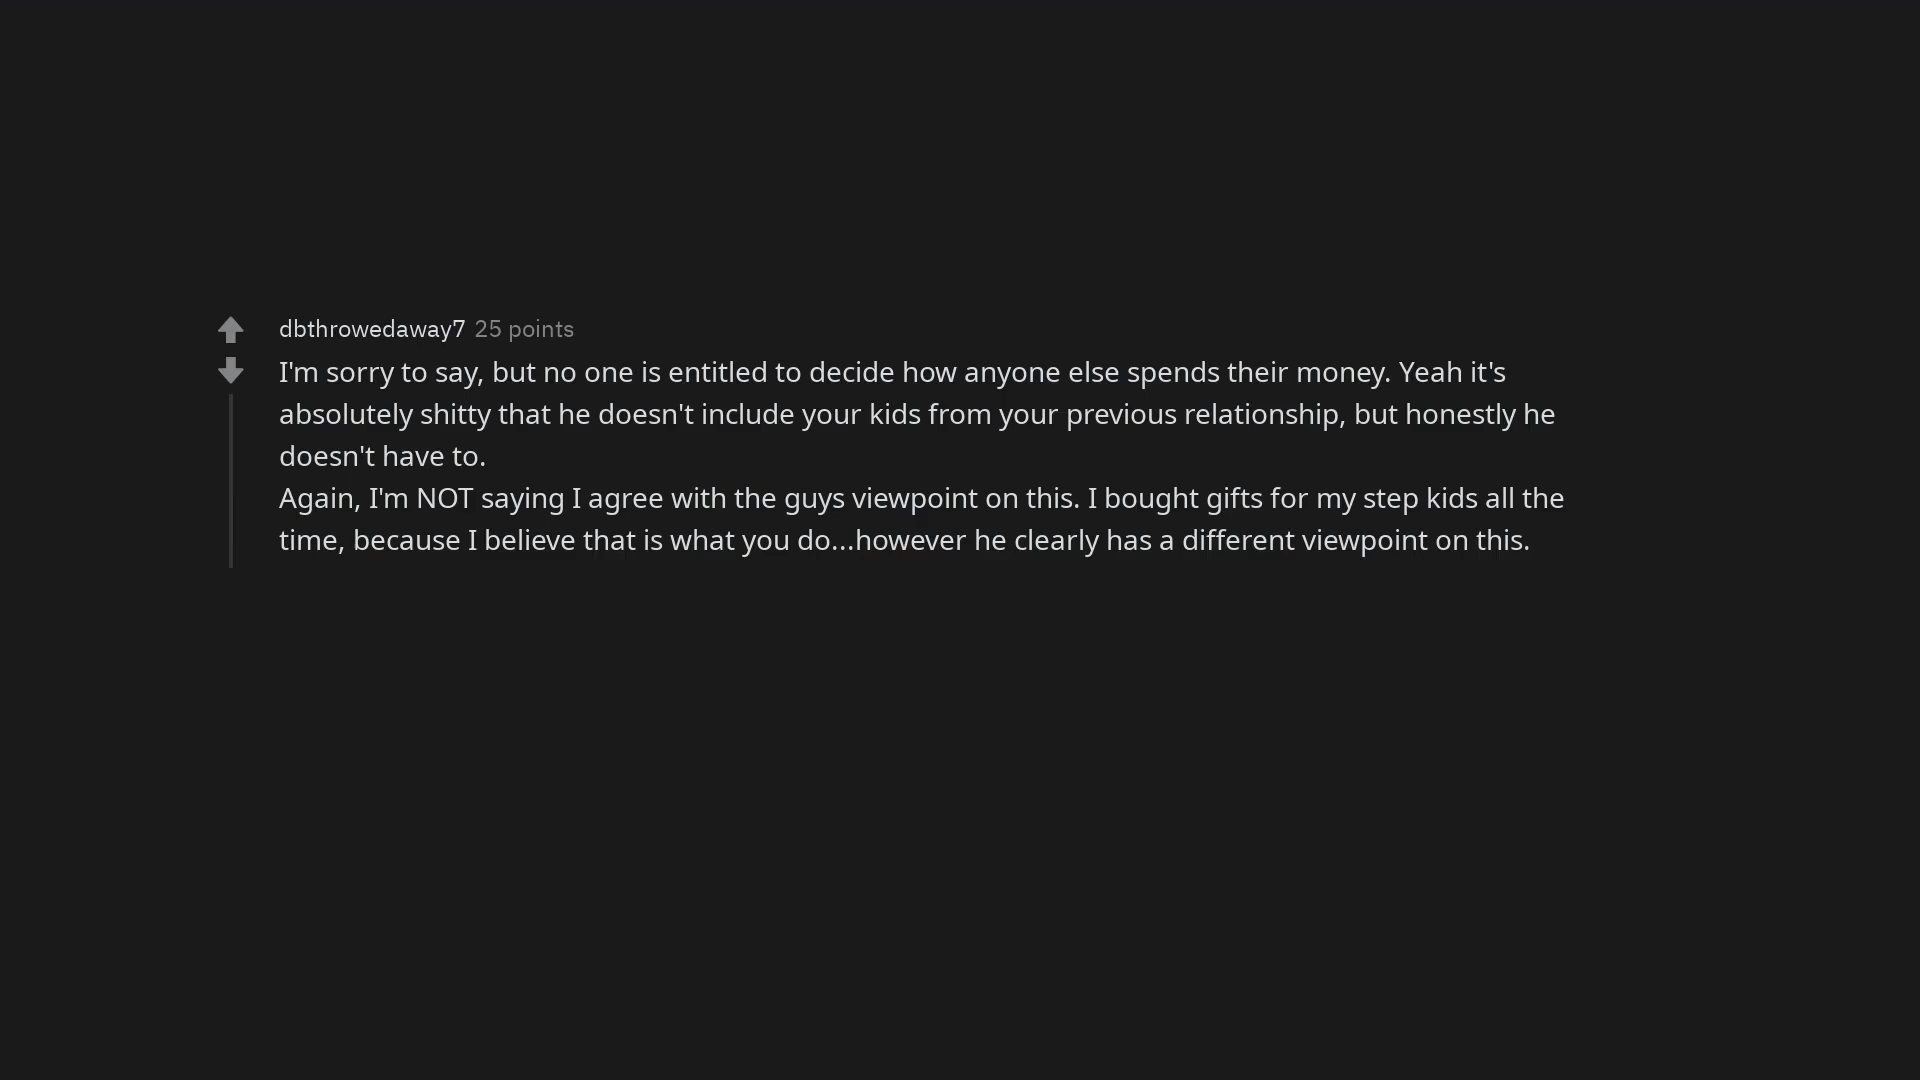 dbthrowedaway7 25 points
I'm sorry to say, but no one is entitled to decide how anyone else spends their money. Yeah it's
absolutely shitty that he doesn't include your kids from your previous relationship, but honestly he
doesn't have to.
Again, I'm NOT saying I agree with the guys viewpoint on this. I bought gifts for my step kids all the
time, because I believe that is what you do...however he clearly has a different viewpoint on this.